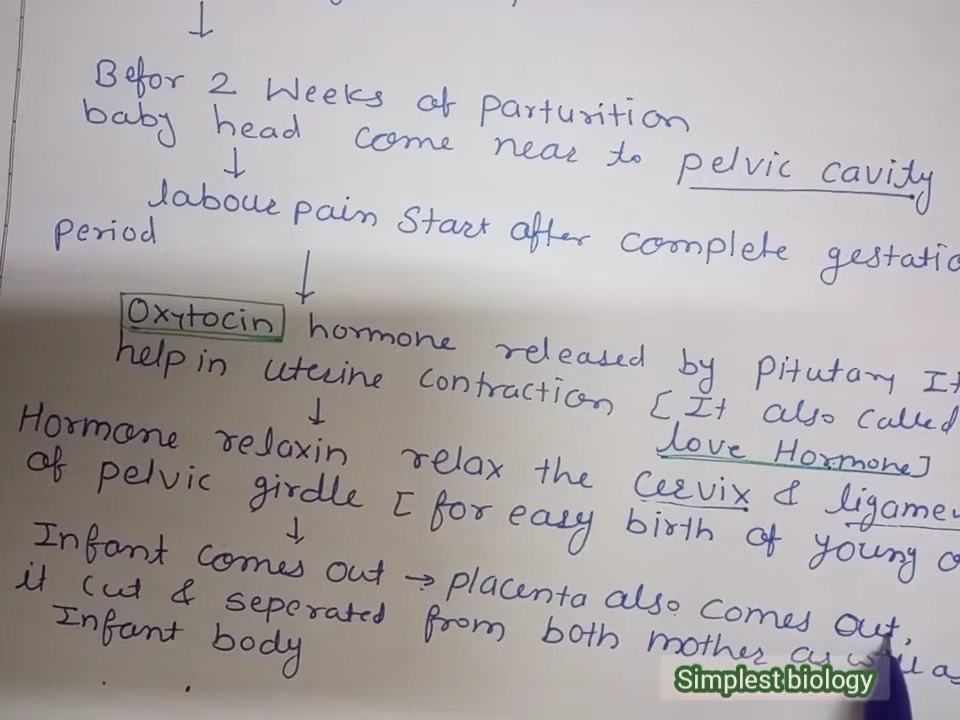 Befor 2 Weeks of parturition
baby head come near to pelvic cavity
labour pain Start after complete gestatio
period
Oxytocin hormone released by pitutary It
help in uterine contraction [ It also called
love Hormone]
Hormone relaxin relax the cervix & ligame
of pelvic girdle [ for easy birth of young o
Infant comes out → placenta also comes out,
it cut & seperated from both mother as well as
Infant body
Simplest biology